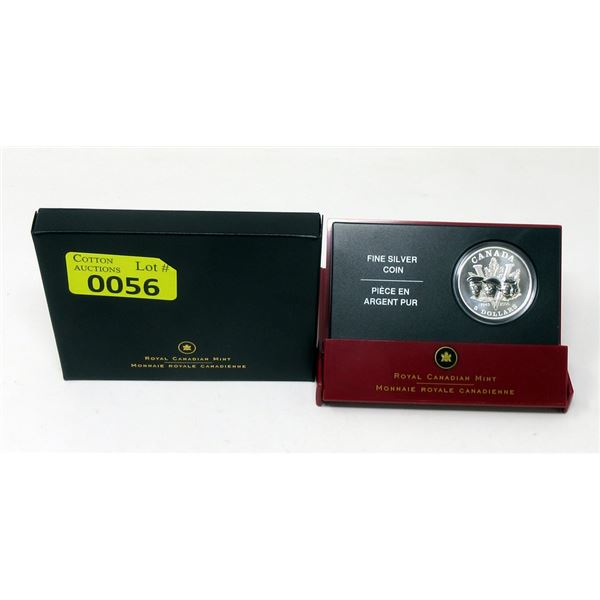 COTTON
AUCTIONS
Lot #
0056
ROYAL CANADIAN MINT
MONNAIE ROYALE CANADIENNE
FINE SILVER
COIN
PIÈCE EN
ARGENT PUR
CANADA
5 DOLLARS
ROYAL CANADIAN MINT
MONNAIE ROYALE CANADIENNE